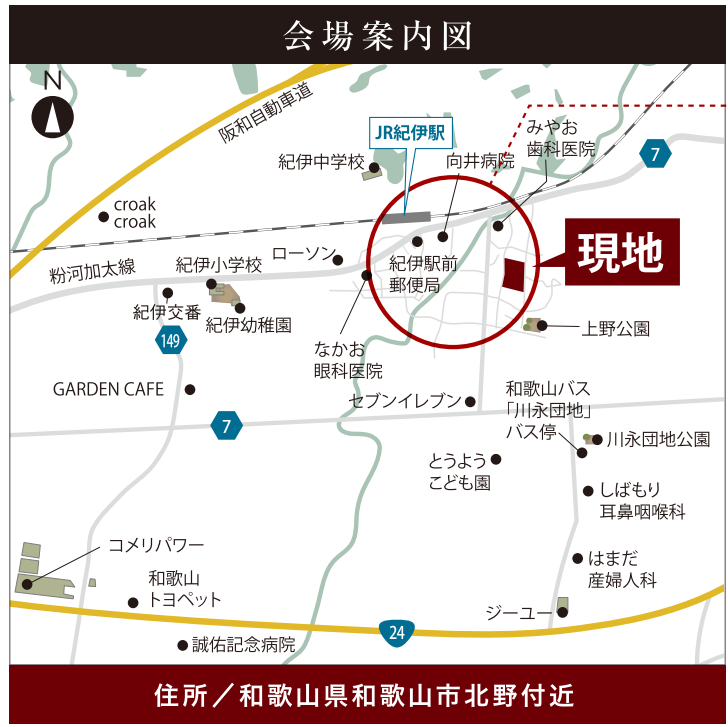 会場案内図
N
阪和自動車道
JR紀伊駅
みやお
歯科医院
7
紀伊中学校
向井病院
croak
croak
現地
ローソン
紀伊駅前
郵便局
粉河加太線
紀伊小学校
紀伊交番
紀伊幼稚園
上野公園
149
なかお
眼科医院
GARDEN CAFE
セブンイレブン
和歌山バス
「川永団地」
バス停
7
川永団地公園
とうよう
こども園
しばもり
耳鼻咽喉科
コメリパワー
はまだ
産婦人科
和歌山
トヨペット
ジーユー
24
誠佑記念病院
住所／和歌山県和歌山市北野付近